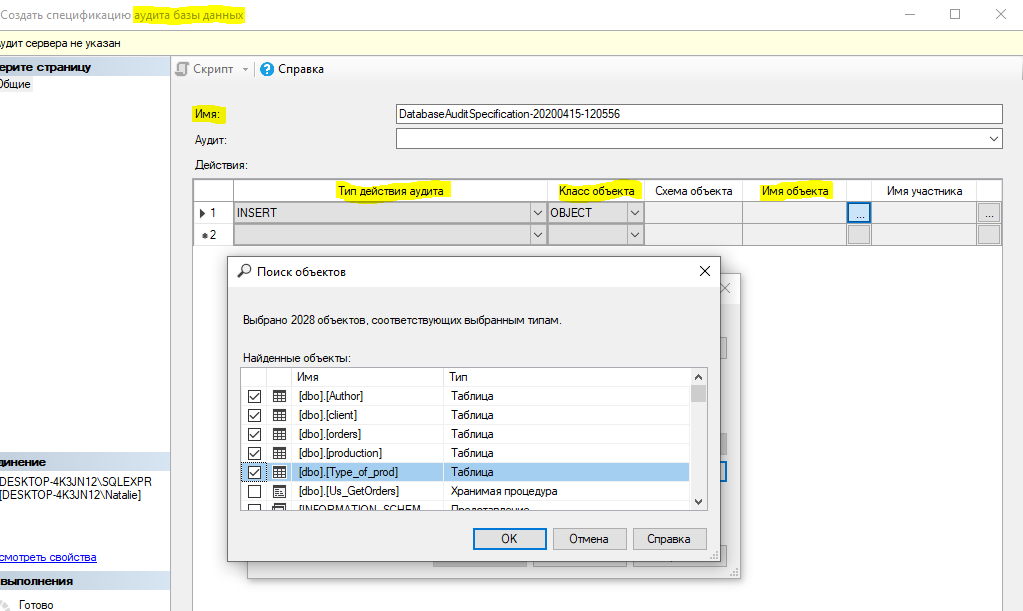 Создать спецификацию аудита базы данных
удит сервера не указан
ерите страницу
Общие
Скрипт
Справка
Имя:
DatabaseAuditSpecification-20200415-120556
Аудит:
Действия:
Тип действия аудита Класс объекта Схема объекта Имя объекта Имя участника
1 INSERT OBJECT ... ...
*2
Поиск объектов
Выбрано 2028 объектов, соответствующих выбранным типам.
Найденные объекты:
Имя Тип
[dbo].[Author] Таблица
[dbo].[client] Таблица
[dbo].[orders] Таблица
[dbo].[production] Таблица
[dbo].[Type_of_prod] Таблица
[dbo].[Us_GetOrders] Хранимая процедура
[INFORMATION_SCHEM Представление
OK Отмена Справка
динение
DESKTOP-4K3JN12\SQLEXPR
[DESKTOP-4K3JN12\Natalie]
смотреть свойства
выполнения
Готово